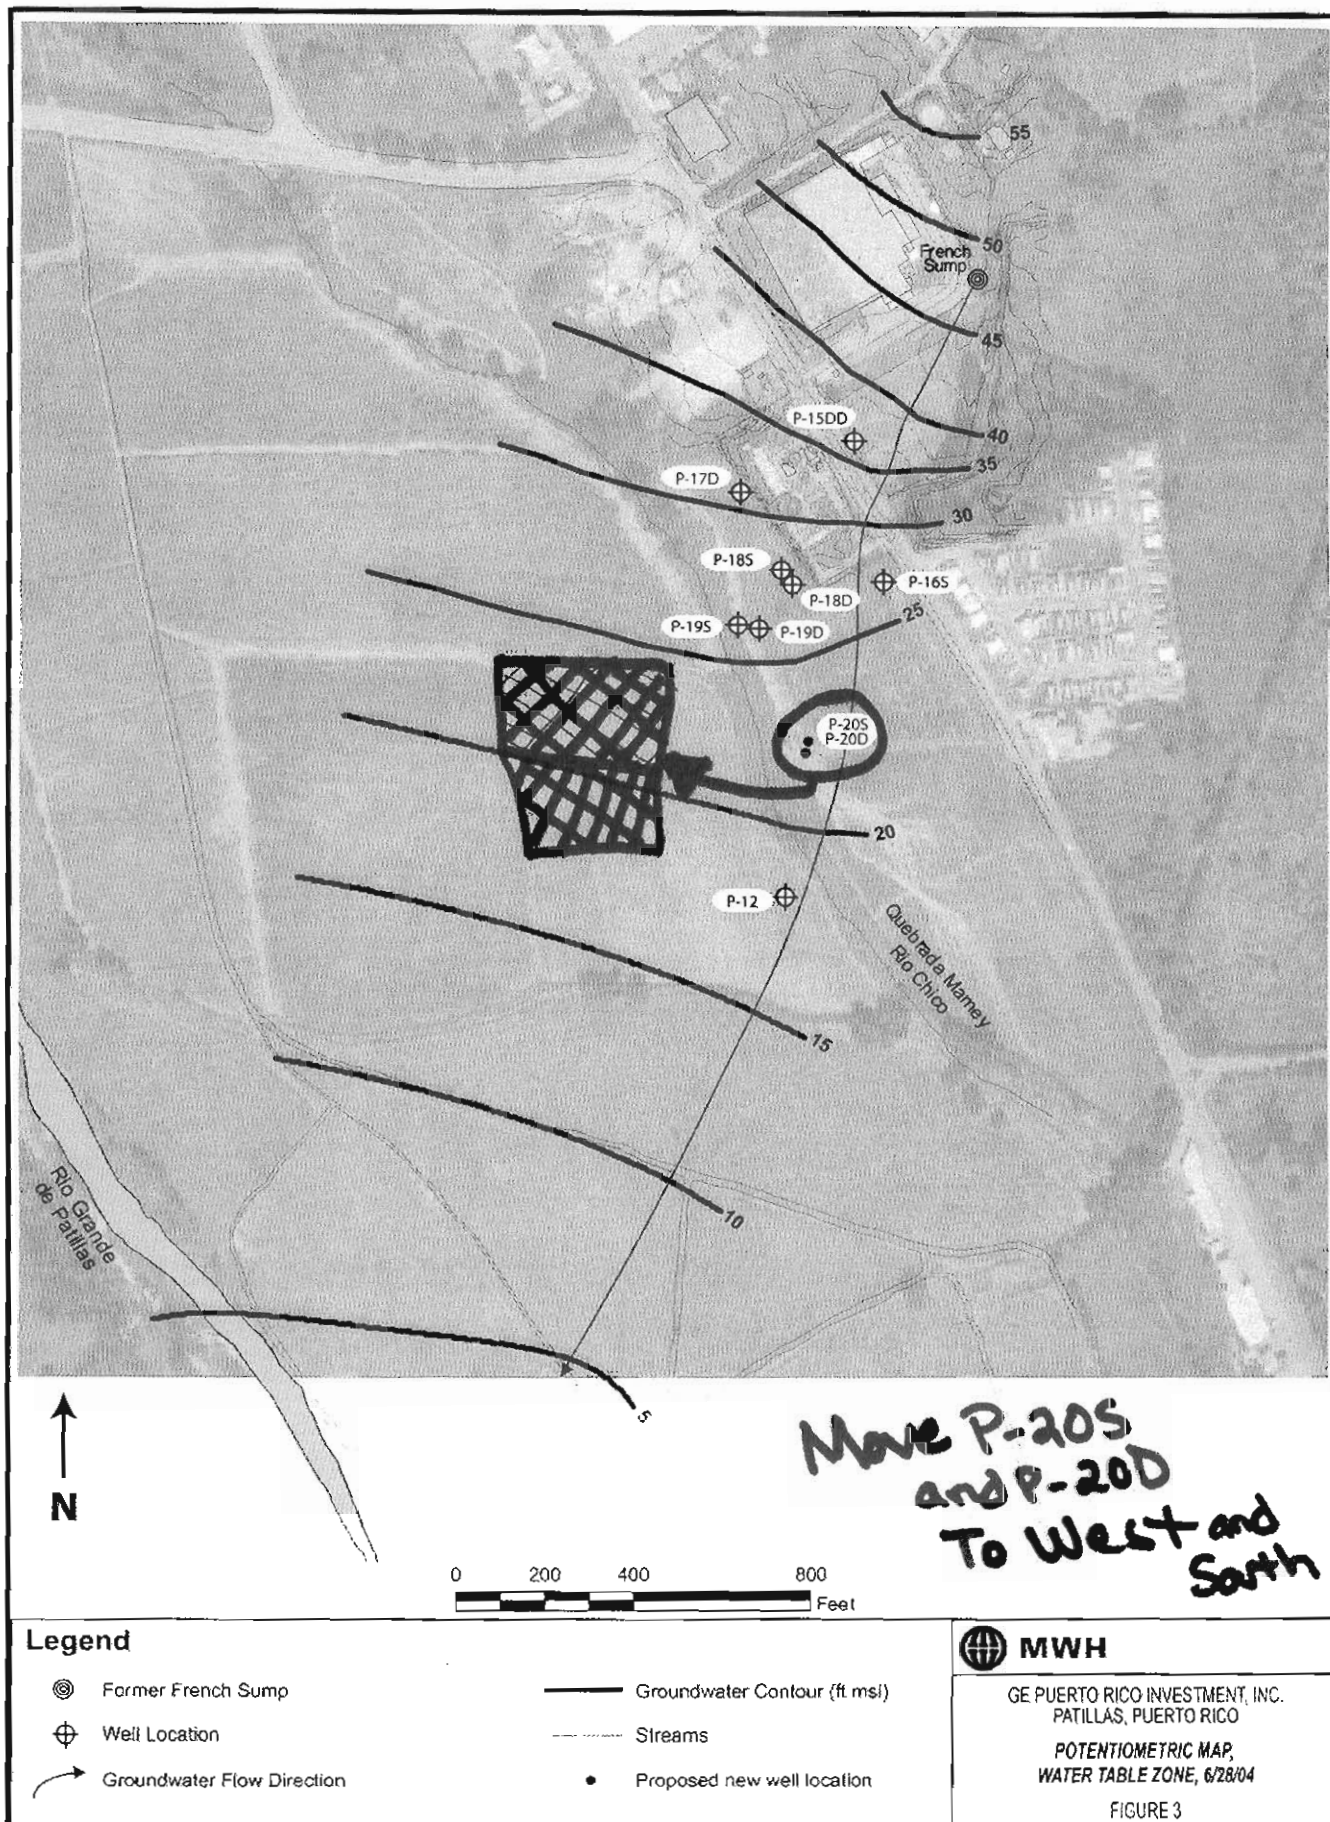 55
50
French
Sump
45
P-15DD
40
35
P-17D
30
P-18S
P-16S
P-18D
25
P-19S
P-19D
P-20S
P-20D
20
P-12
Quebrada Mamey
Rio Chico
15
Rio Grande
de Patillas
10
5
Move P-20S
and P-20D
To West and
South
N
0 200 400 800
Feet
Legend
Former French Sump
Well Location
Groundwater Flow Direction
Groundwater Contour (ft msl)
Streams
Proposed new well location
MWH
GE PUERTO RICO INVESTMENT, INC.
PATILLAS, PUERTO RICO
POTENTIOMETRIC MAP,
WATER TABLE ZONE, 6/28/04
FIGURE 3